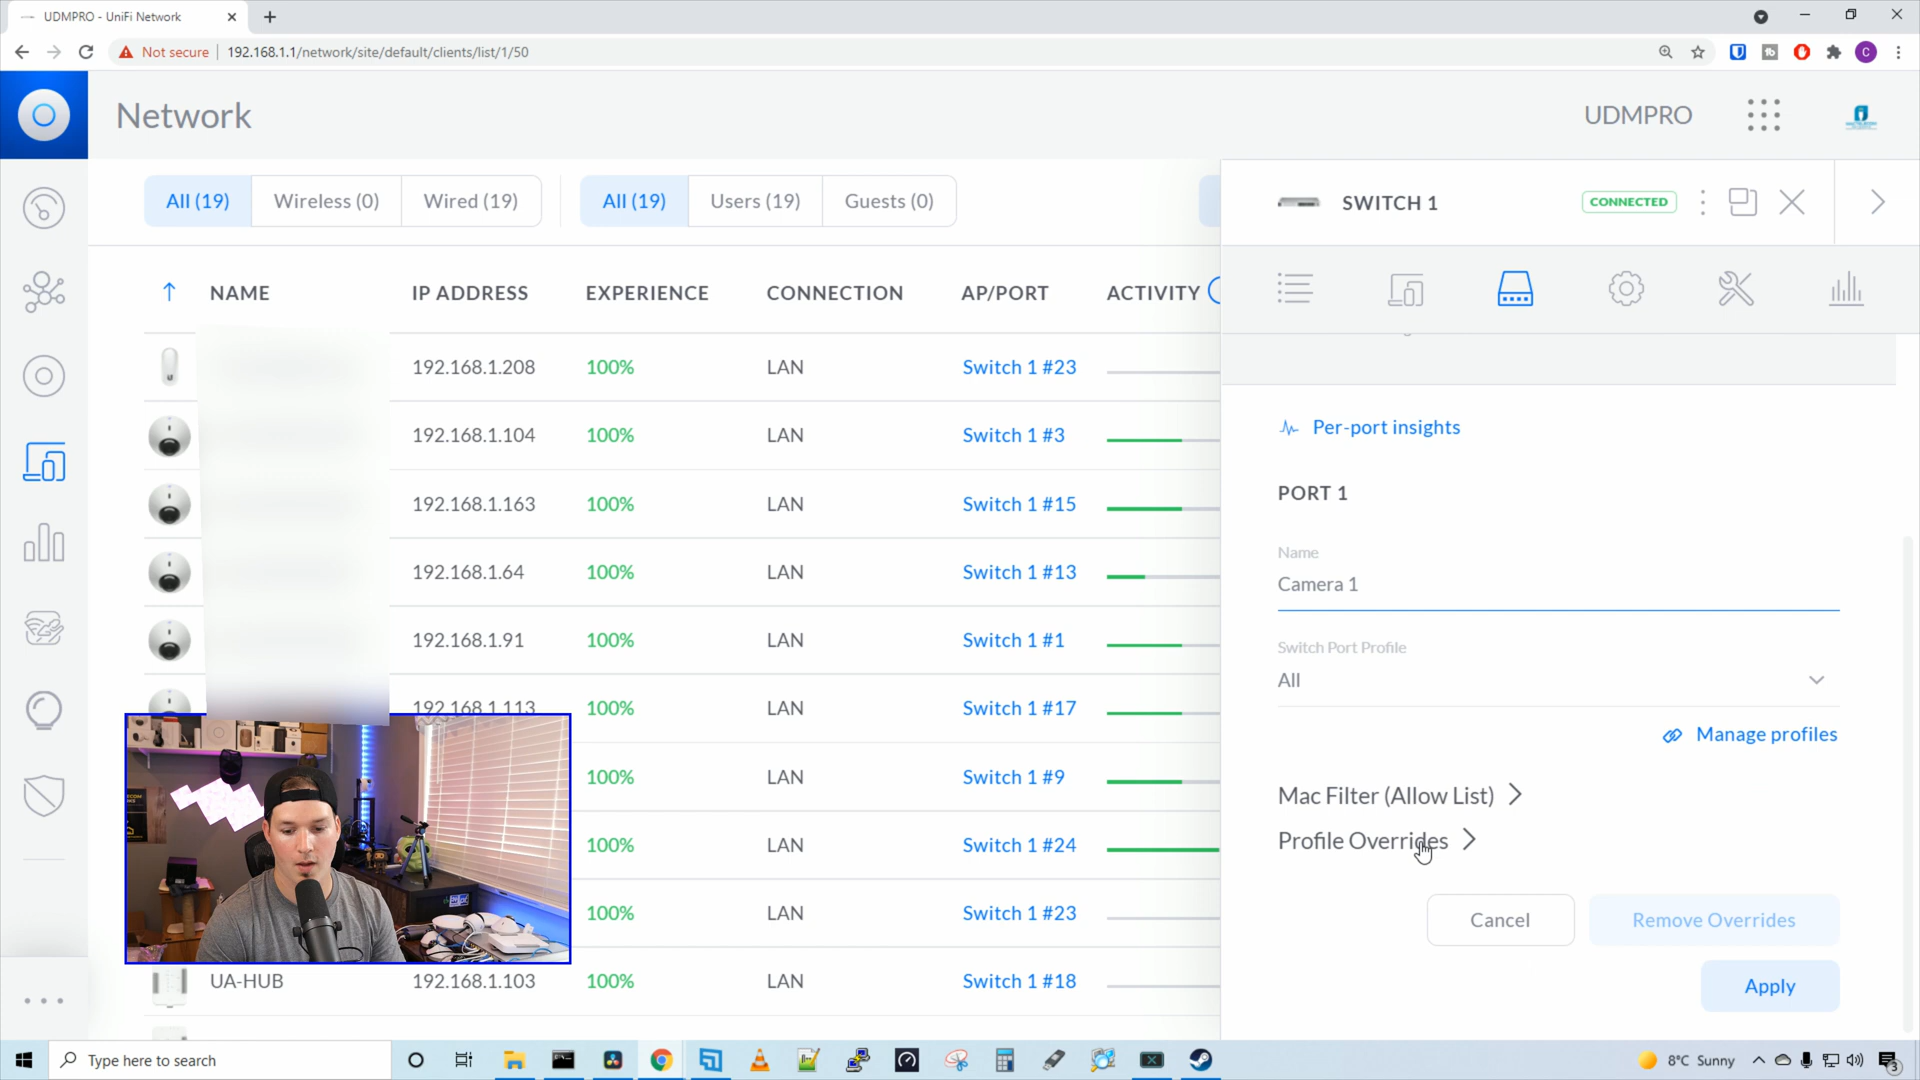 UDMPRO - UniFi Network
Not secure
192.168.1.1/network/site/default/clients/list/1/50
C
Network
UDMPRO
All (19)
Wireless (0)
Wired (19)
All (19)
Users (19)
Guests (0)
SWITCH 1
CONNECTED
NAME
IP ADDRESS
EXPERIENCE
CONNECTION
AP/PORT
ACTIVITY
192.168.1.208
100%
LAN
Switch 1 #23
192.168.1.104
100%
LAN
Switch 1 #3
192.168.1.163
100%
LAN
Switch 1 #15
192.168.1.64
100%
LAN
Switch 1 #13
192.168.1.91
100%
LAN
Switch 1 #1
192.168.1.113
100%
LAN
Switch 1 #17
100%
LAN
Switch 1 #9
100%
LAN
Switch 1 #24
100%
LAN
Switch 1 #23
UA-HUB
192.168.1.103
100%
LAN
Switch 1 #18
Per-port insights
PORT 1
Name
Camera 1
Switch Port Profile
All
Manage profiles
Mac Filter (Allow List)
Profile Overrides
Cancel
Remove Overrides
Apply
Type here to search
8°C Sunny
3